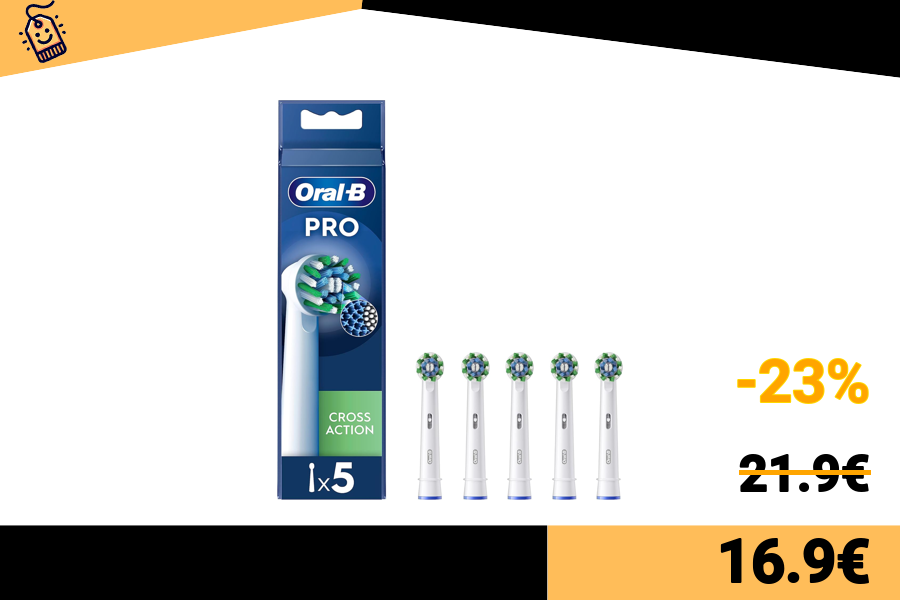 Oral-B
PRO
CROSS
ACTION
x5
-23%
21.9€
16.9€